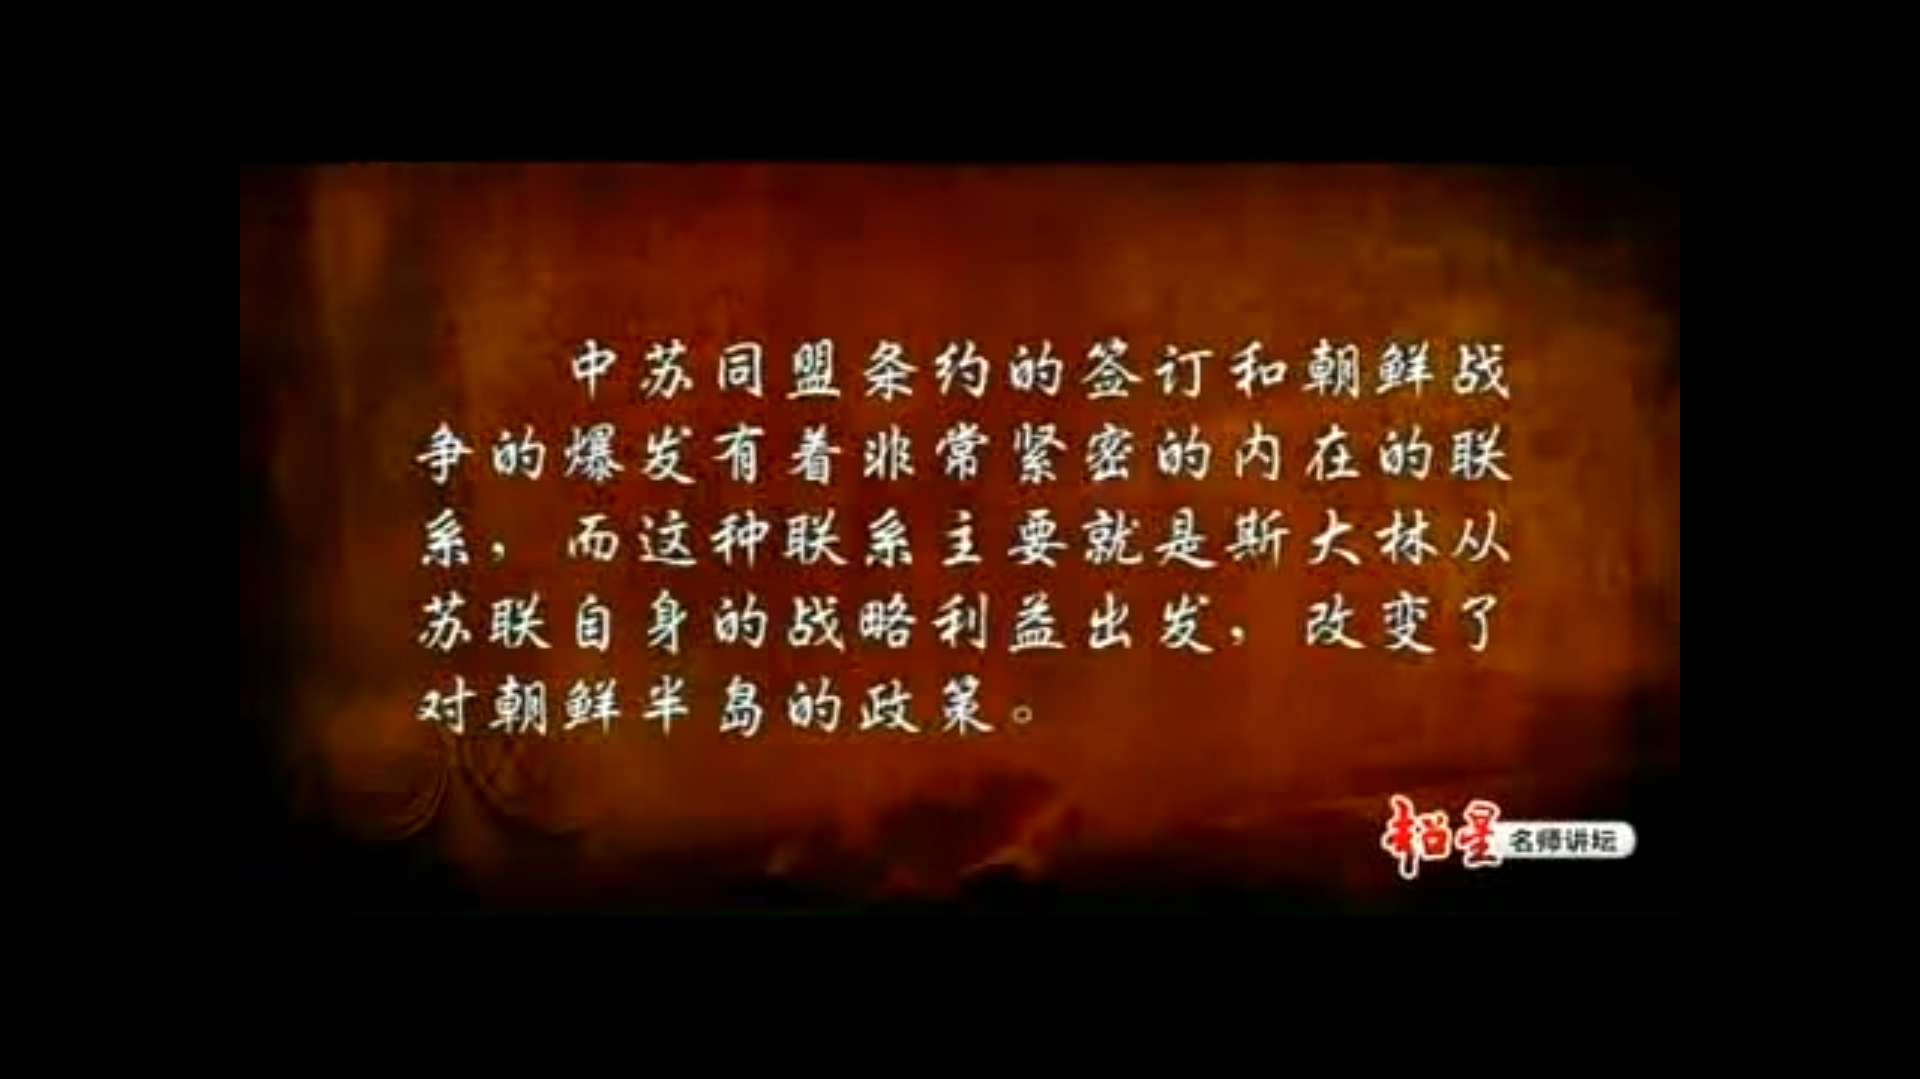 中苏同盟条约的签订和朝鲜战
争的爆发有着非常紧密的内在的联
系，而这种联系主要就是斯大林从
苏联自身的战略利益出发，改变了
对朝鲜半岛的政策。
超星 名师讲坛